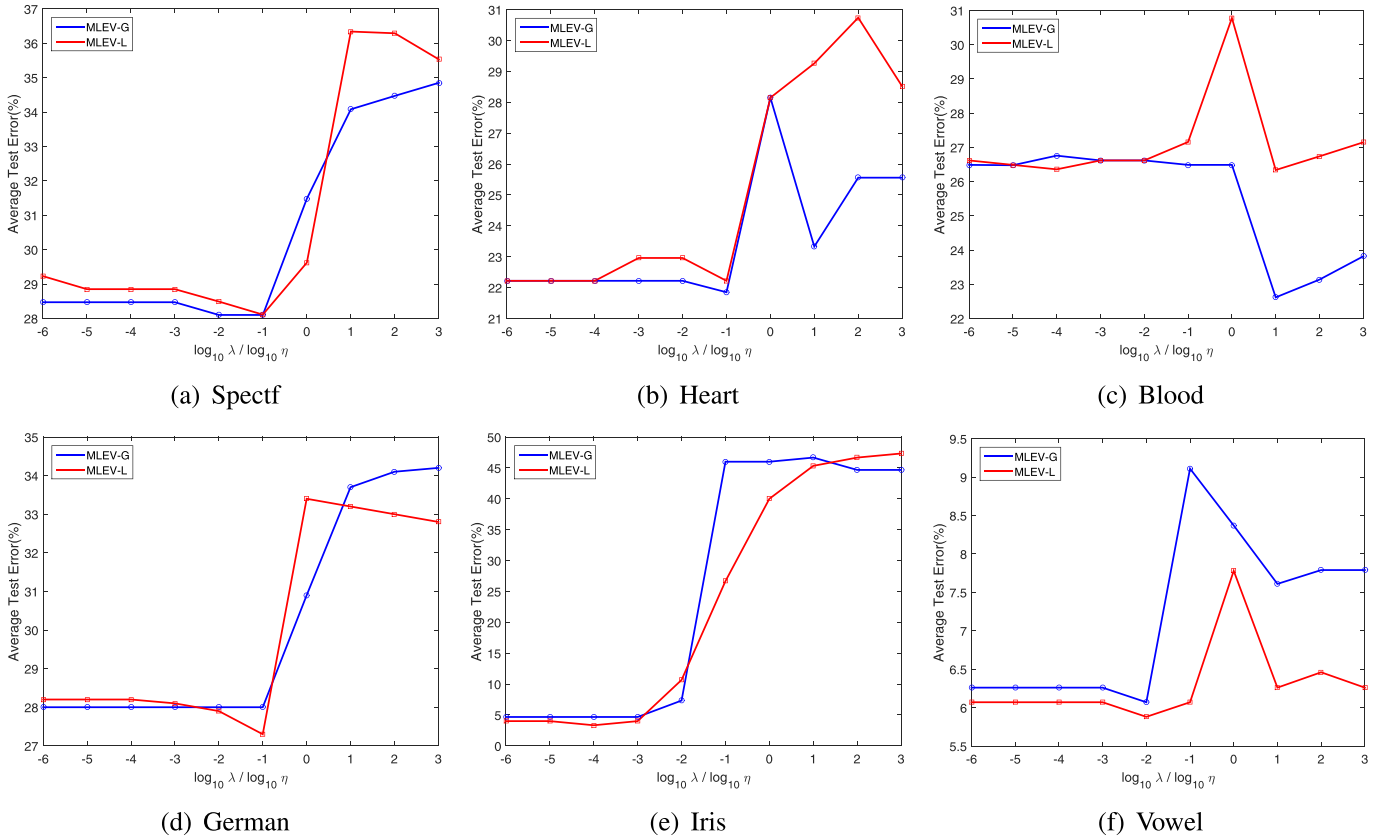 37
36
35
34
33
32
31
30
29
28
Average Test Error(%)
MLEV-G
MLEV-L
-6 -5 -4 -3 -2 -1 0 1 2 3
log10 λ / log10 η
(a) Spectf
31
30
29
28
27
26
25
24
23
22
21
Average Test Error(%)
MLEV-G
MLEV-L
-6 -5 -4 -3 -2 -1 0 1 2 3
log10 λ / log10 η
(b) Heart
31
30
29
28
27
26
25
24
23
22
Average Test Error(%)
MLEV-G
MLEV-L
-6 -5 -4 -3 -2 -1 0 1 2 3
log10 λ / log10 η
(c) Blood
35
34
33
32
31
30
29
28
27
Average Test Error(%)
MLEV-G
MLEV-L
-6 -5 -4 -3 -2 -1 0 1 2 3
log10 λ / log10 η
(d) German
50
45
40
35
30
25
20
15
10
5
0
Average Test Error(%)
MLEV-G
MLEV-L
-6 -5 -4 -3 -2 -1 0 1 2 3
log10 λ / log10 η
(e) Iris
9.5
9
8.5
8
7.5
7
6.5
6
5.5
Average Test Error(%)
MLEV-G
MLEV-L
-6 -5 -4 -3 -2 -1 0 1 2 3
log10 λ / log10 η
(f) Vowel